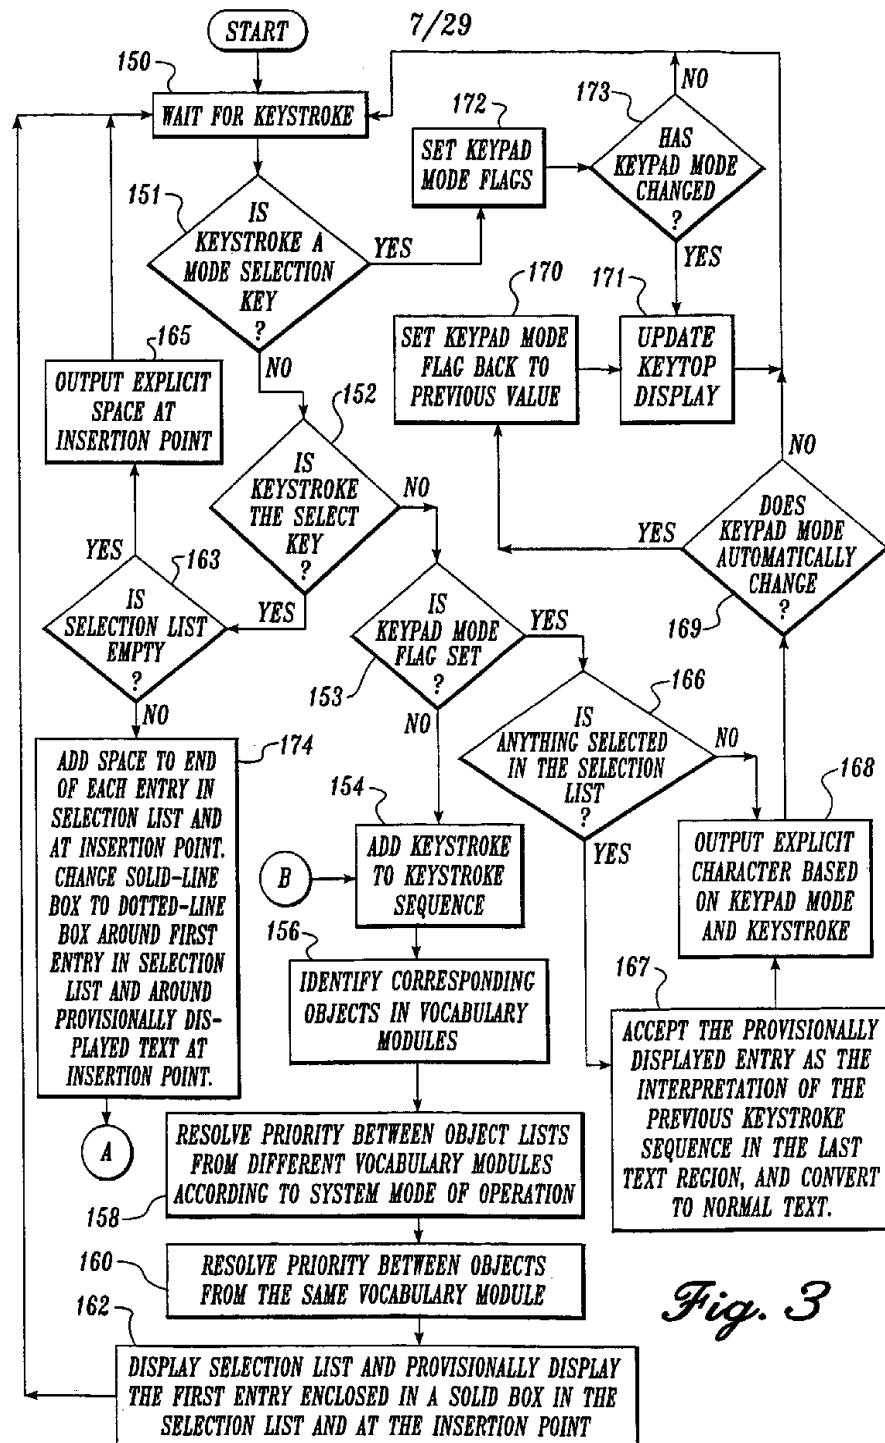 7/29
START
150
WAIT FOR KEYSTROKE
151
IS
KEYSTROKE A
MODE SELECTION
KEY
?
YES
NO
172
SET KEYPAD
MODE FLAGS
173
NO
HAS
KEYPAD MODE
CHANGED
?
YES
170
SET KEYPAD MODE
FLAG BACK TO
PREVIOUS VALUE
171
UPDATE
KEYTOP
DISPLAY
165
OUTPUT EXPLICIT
SPACE AT
INSERTION POINT
152
IS
KEYSTROKE
THE SELECT
KEY
?
NO
YES
NO
DOES
KEYPAD MODE
AUTOMATICALLY
CHANGE
?
YES
169
YES
163
IS
SELECTION LIST
EMPTY
?
NO
IS
KEYPAD MODE
FLAG SET
?
153
YES
NO
166
IS
ANYTHING SELECTED
IN THE SELECTION
LIST
?
NO
YES
174
ADD SPACE TO END
OF EACH ENTRY IN
SELECTION LIST AND
AT INSERTION POINT.
CHANGE SOLID-LINE
BOX TO DOTTED-LINE
BOX AROUND FIRST
ENTRY IN SELECTION
LIST AND AROUND
PROVISIONALLY DIS-
PLAYED TEXT AT
INSERTION POINT.
A
154
B
ADD KEYSTROKE
TO KEYSTROKE
SEQUENCE
168
OUTPUT EXPLICIT
CHARACTER BASED
ON KEYPAD MODE
AND KEYSTROKE
156
IDENTIFY CORRESPONDING
OBJECTS IN VOCABULARY
MODULES
167
ACCEPT THE PROVISIONALLY
DISPLAYED ENTRY AS THE
INTERPRETATION OF THE
PREVIOUS KEYSTROKE
SEQUENCE IN THE LAST
TEXT REGION, AND CONVERT
TO NORMAL TEXT.
RESOLVE PRIORITY BETWEEN OBJECT LISTS
FROM DIFFERENT VOCABULARY MODULES
ACCORDING TO SYSTEM MODE OF OPERATION
158
160
RESOLVE PRIORITY BETWEEN OBJECTS
FROM THE SAME VOCABULARY MODULE
162
DISPLAY SELECTION LIST AND PROVISIONALLY DISPLAY
THE FIRST ENTRY ENCLOSED IN A SOLID BOX IN THE
SELECTION LIST AND AT THE INSERTION POINT
Fig. 3